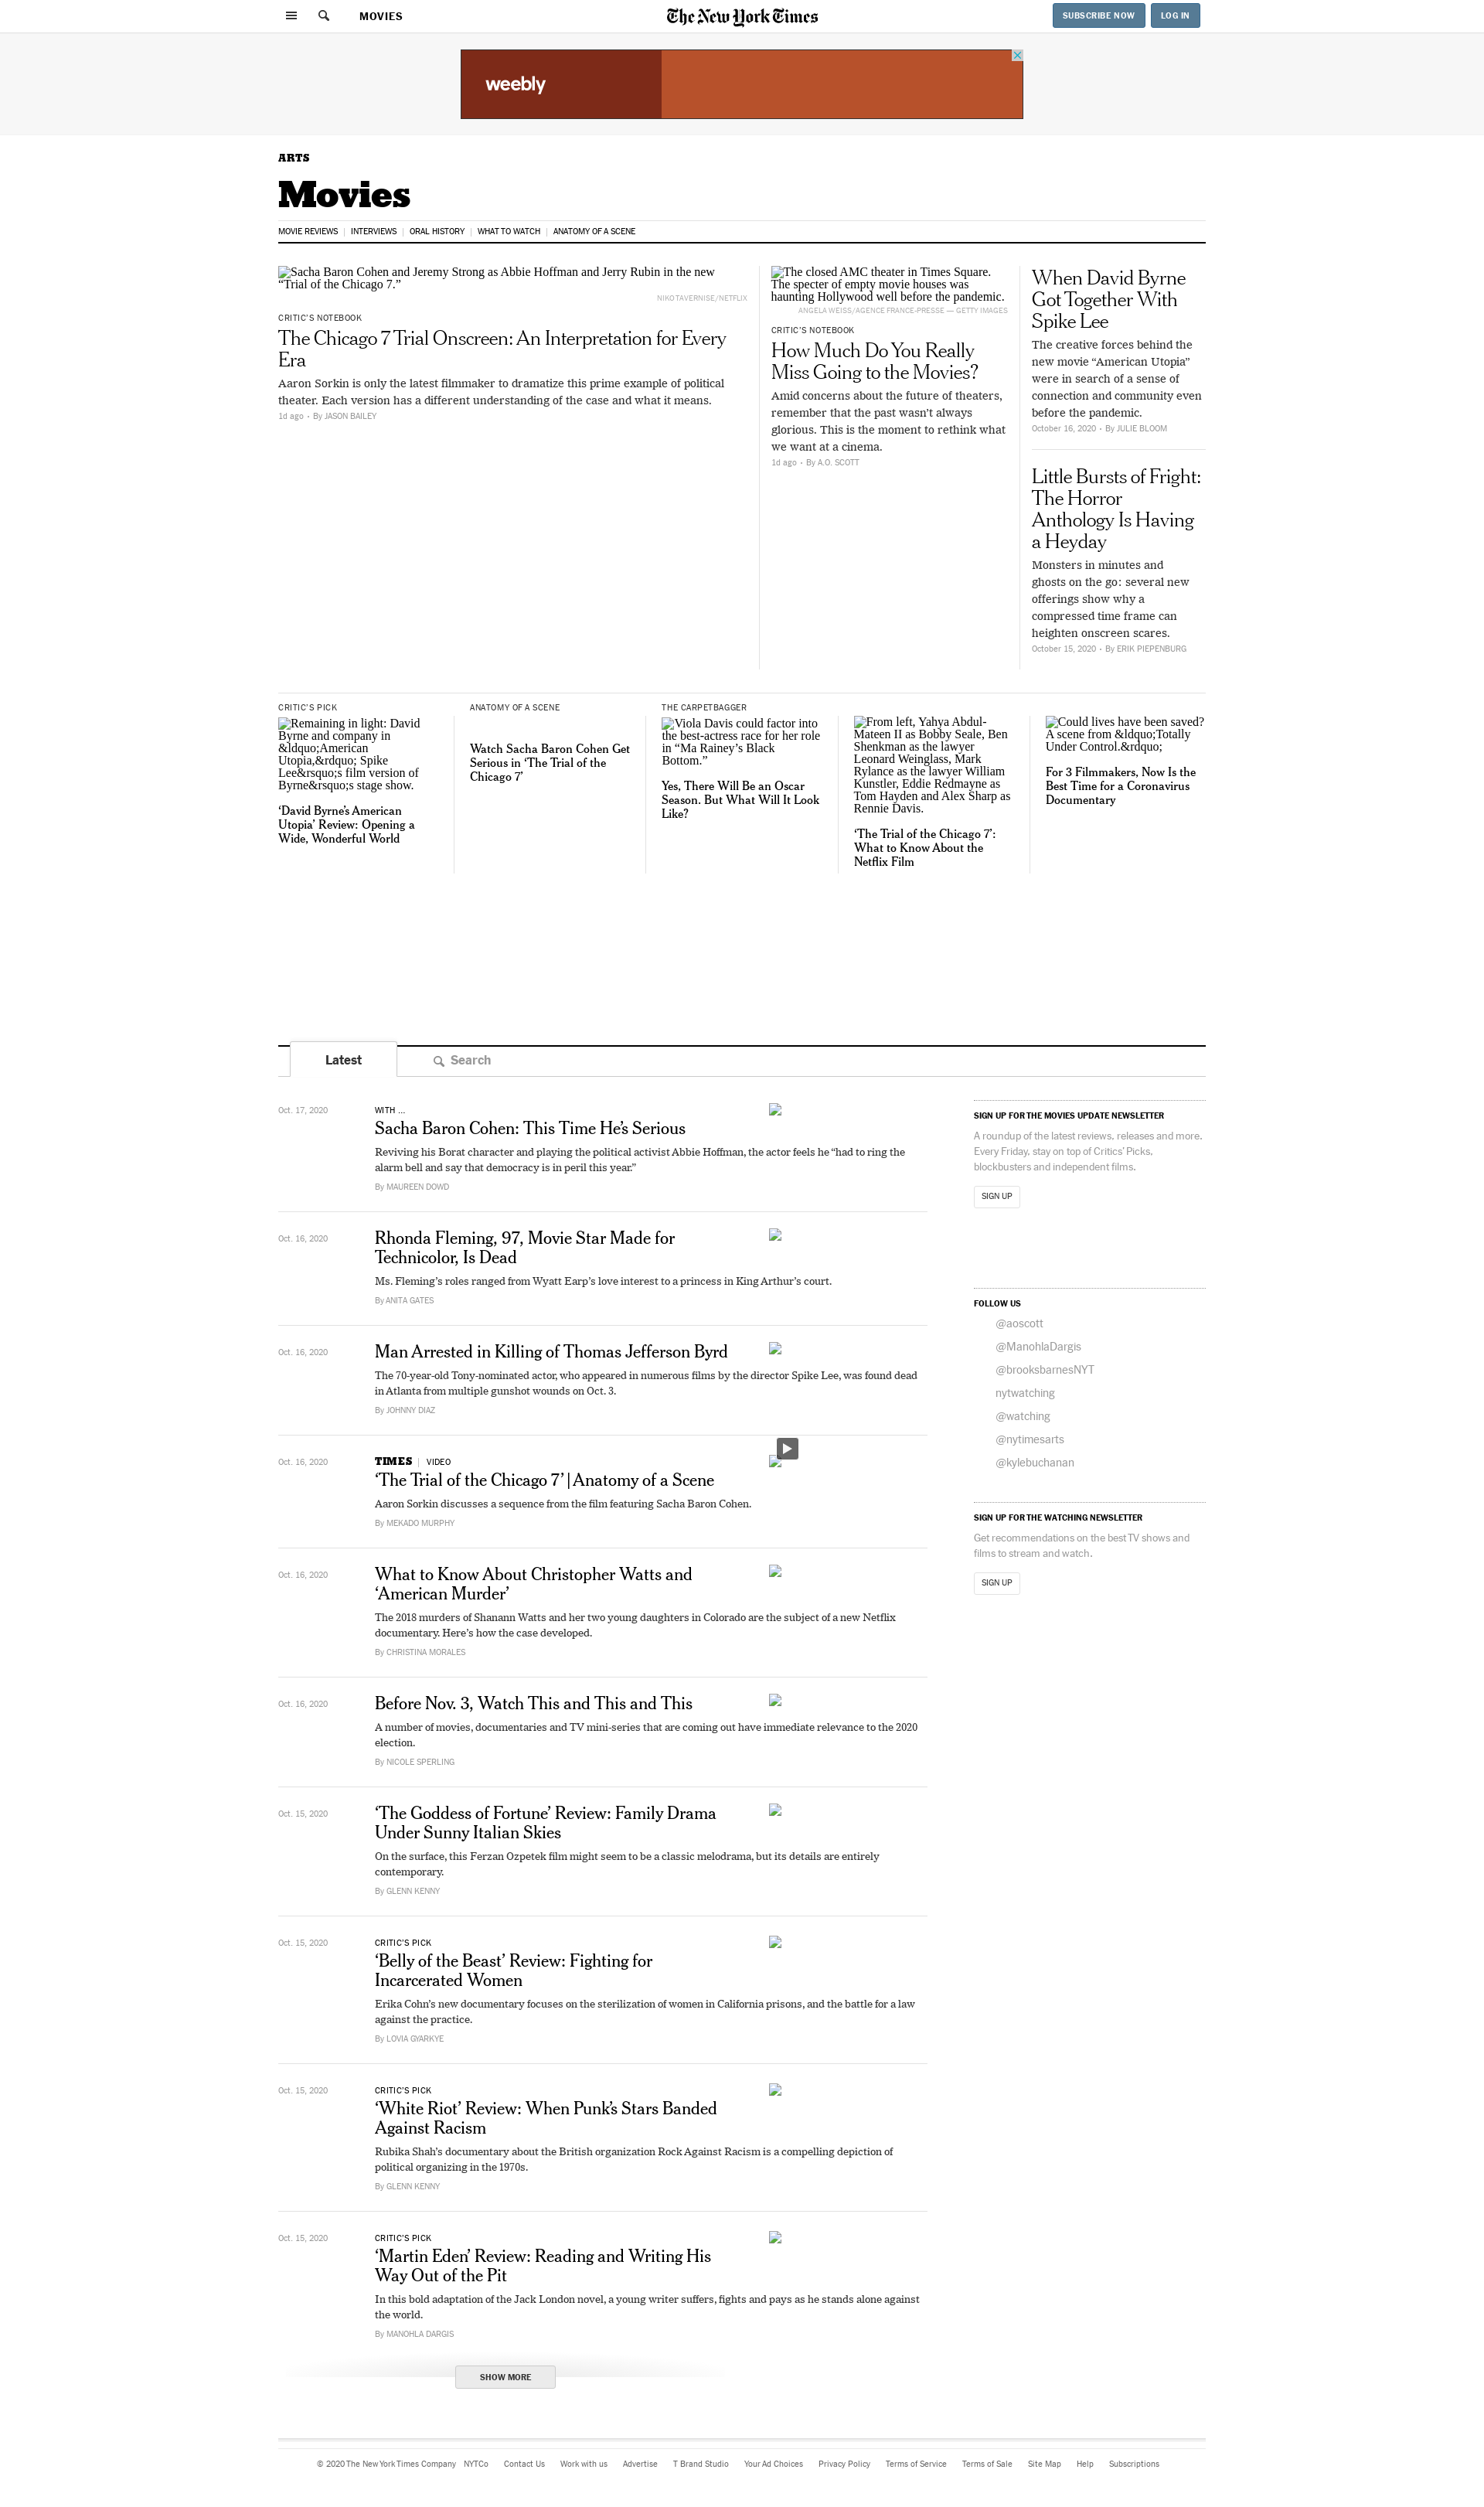 MOVIES
The New York Times
SUBSCRIBE NOW
LOG IN
weebly
ARTS
Movies
MOVIE REVIEWS
INTERVIEWS
ORAL HISTORY
WHAT TO WATCH
ANATOMY OF A SCENE
Sacha Baron Cohen and Jeremy Strong as Abbie Hoffman and Jerry Rubin in the new
“Trial of the Chicago 7.”
NIKO TAVERNISE/NETFLIX
CRITIC’S NOTEBOOK
The Chicago 7 Trial Onscreen: An Interpretation for Every
Era
Aaron Sorkin is only the latest filmmaker to dramatize this prime example of political
theater. Each version has a different understanding of the case and what it means.
1d ago • By JASON BAILEY
The closed AMC theater in Times Square.
The specter of empty movie houses was
haunting Hollywood well before the pandemic.
ANGELA WEISS/AGENCE FRANCE-PRESSE — GETTY IMAGES
CRITIC’S NOTEBOOK
How Much Do You Really
Miss Going to the Movies?
Amid concerns about the future of theaters,
remember that the past wasn’t always
glorious. This is the moment to rethink what
we want at a cinema.
1d ago • By A.O. SCOTT
When David Byrne
Got Together With
Spike Lee
The creative forces behind the
new movie “American Utopia”
were in search of a sense of
connection and community even
before the pandemic.
October 16, 2020 • By JULIE BLOOM
Little Bursts of Fright:
The Horror
Anthology Is Having
a Heyday
Monsters in minutes and
ghosts on the go: several new
offerings show why a
compressed time frame can
heighten onscreen scares.
October 15, 2020 • By ERIK PIEPENBURG
CRITIC’S PICK
Remaining in light: David
Byrne and company in
&ldquo;American
Utopia,&rdquo; Spike
Lee&rsquo;s film version of
Byrne&rsquo;s stage show.
‘David Byrne’s American
Utopia’ Review: Opening a
Wide, Wonderful World
ANATOMY OF A SCENE
Watch Sacha Baron Cohen Get
Serious in ‘The Trial of the
Chicago 7’
THE CARPETBAGGER
Viola Davis could factor into
the best-actress race for her role
in “Ma Rainey’s Black
Bottom.”
Yes, There Will Be an Oscar
Season. But What Will It Look
Like?
From left, Yahya Abdul-
Mateen II as Bobby Seale, Ben
Shenkman as the lawyer
Leonard Weinglass, Mark
Rylance as the lawyer William
Kunstler, Eddie Redmayne as
Tom Hayden and Alex Sharp as
Rennie Davis.
‘The Trial of the Chicago 7’:
What to Know About the
Netflix Film
Could lives have been saved?
A scene from &ldquo;Totally
Under Control.&rdquo;
For 3 Filmmakers, Now Is the
Best Time for a Coronavirus
Documentary
Latest
Search
Oct. 17, 2020
WITH ...
Sacha Baron Cohen: This Time He’s Serious
Reviving his Borat character and playing the political activist Abbie Hoffman, the actor feels he “had to ring the
alarm bell and say that democracy is in peril this year.”
By MAUREEN DOWD
Oct. 16, 2020
Rhonda Fleming, 97, Movie Star Made for
Technicolor, Is Dead
Ms. Fleming’s roles ranged from Wyatt Earp’s love interest to a princess in King Arthur’s court.
By ANITA GATES
Oct. 16, 2020
Man Arrested in Killing of Thomas Jefferson Byrd
The 70-year-old Tony-nominated actor, who appeared in numerous films by the director Spike Lee, was found dead
in Atlanta from multiple gunshot wounds on Oct. 3.
By JOHNNY DIAZ
Oct. 16, 2020
TIMES | VIDEO
‘The Trial of the Chicago 7’ | Anatomy of a Scene
Aaron Sorkin discusses a sequence from the film featuring Sacha Baron Cohen.
By MEKADO MURPHY
Oct. 16, 2020
What to Know About Christopher Watts and
‘American Murder’
The 2018 murders of Shanann Watts and her two young daughters in Colorado are the subject of a new Netflix
documentary. Here’s how the case developed.
By CHRISTINA MORALES
Oct. 16, 2020
Before Nov. 3, Watch This and This and This
A number of movies, documentaries and TV mini-series that are coming out have immediate relevance to the 2020
election.
By NICOLE SPERLING
Oct. 15, 2020
‘The Goddess of Fortune’ Review: Family Drama
Under Sunny Italian Skies
On the surface, this Ferzan Ozpetek film might seem to be a classic melodrama, but its details are entirely
contemporary.
By GLENN KENNY
Oct. 15, 2020
CRITIC’S PICK
‘Belly of the Beast’ Review: Fighting for
Incarcerated Women
Erika Cohn’s new documentary focuses on the sterilization of women in California prisons, and the battle for a law
against the practice.
By LOVIA GYARKYE
Oct. 15, 2020
CRITIC’S PICK
‘White Riot’ Review: When Punk’s Stars Banded
Against Racism
Rubika Shah’s documentary about the British organization Rock Against Racism is a compelling depiction of
political organizing in the 1970s.
By GLENN KENNY
Oct. 15, 2020
CRITIC’S PICK
‘Martin Eden’ Review: Reading and Writing His
Way Out of the Pit
In this bold adaptation of the Jack London novel, a young writer suffers, fights and pays as he stands alone against
the world.
By MANOHLA DARGIS
SHOW MORE
SIGN UP FOR THE MOVIES UPDATE NEWSLETTER
A roundup of the latest reviews, releases and more.
Every Friday, stay on top of Critics’ Picks,
blockbusters and independent films.
SIGN UP
FOLLOW US
@aoscott
@ManohlaDargis
@brooksbarnesNYT
nytwatching
@watching
@nytimesarts
@kylebuchanan
SIGN UP FOR THE WATCHING NEWSLETTER
Get recommendations on the best TV shows and
films to stream and watch.
SIGN UP
© 2020 The New York Times Company NYTCo Contact Us Work with us Advertise T Brand Studio Your Ad Choices Privacy Policy Terms of Service Terms of Sale Site Map Help Subscriptions